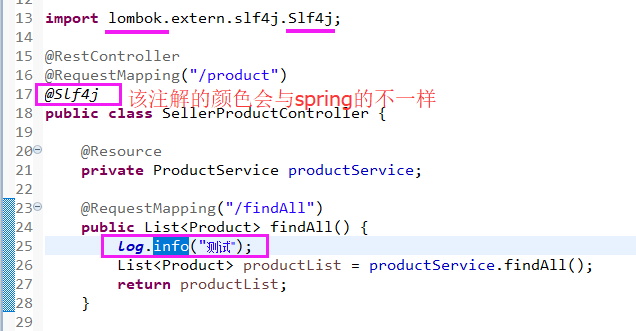 12
13 import lombok.extern.slf4j.Slf4j;
14
15 @RestController
16 @RequestMapping("/product")
17 @Slf4j 该注解的颜色会与spring的不一样
18 public class SellerProductController {
19
20 @Resource
21 private ProductService productService;
22
23 @RequestMapping("/findAll")
24 public List<Product> findAll() {
25 log.info("测试");
26 List<Product> productList = productService.findAll();
27 return productList;
28 }
29